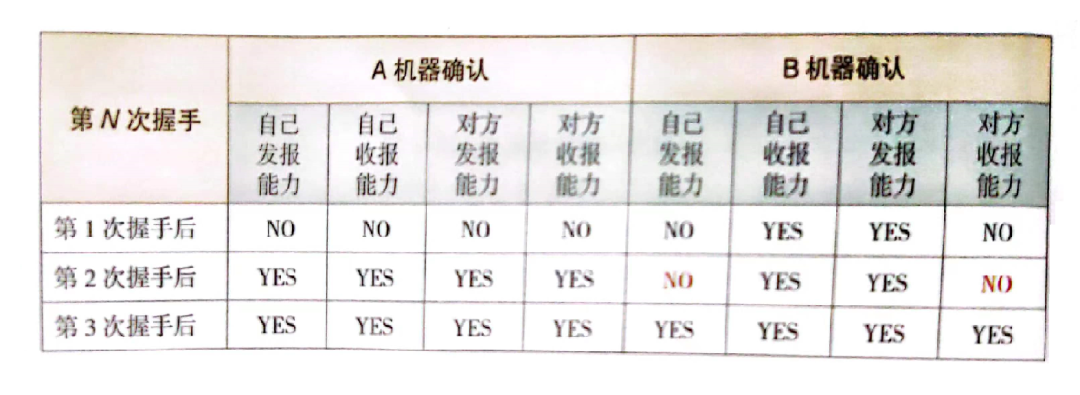 第 N 次握手 A 机器确认 B 机器确认
自己发报能力 自己收报能力 对方发报能力 对方收报能力 自己发报能力 自己收报能力 对方发报能力 对方收报能力
第 1 次握手后 NO NO NO NO NO YES YES NO
第 2 次握手后 YES YES YES YES NO YES YES NO
第 3 次握手后 YES YES YES YES YES YES YES YES